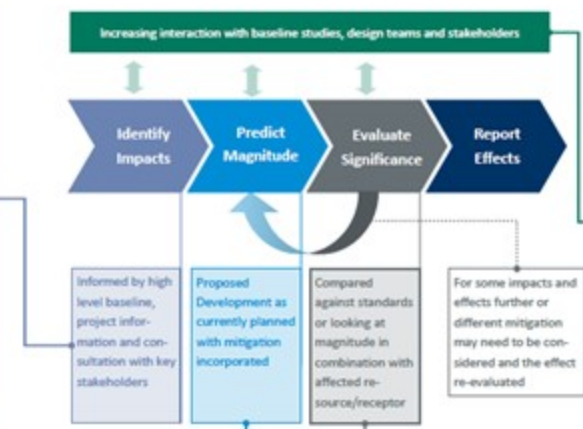 Increasing interaction with baseline studies, design teams and stakeholders
Identify
Impacts
Predict
Magnitude
Evaluate
Significance
Report
Effects
Informed by high
level baseline,
project infor-
mation and con-
sultation with key
stakeholders
Proposed
Development as
currently planned
with mitigation
incorporated
Compared
against standards
or looking at
magnitude in
combination with
affected re-
source/receptor
For some impacts and
effects further or
different mitigation
may need to be con-
sidered and the effect
re-evaluated